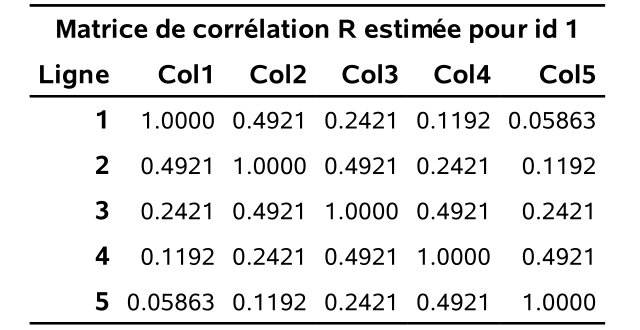 Matrice de corrélation R estimée pour id 1
Ligne Col1 Col2 Col3 Col4 Col5
1 1.0000 0.4921 0.2421 0.1192 0.05863
2 0.4921 1.0000 0.4921 0.2421 0.1192
3 0.2421 0.4921 1.0000 0.4921 0.2421
4 0.1192 0.2421 0.4921 1.0000 0.4921
5 0.05863 0.1192 0.2421 0.4921 1.0000